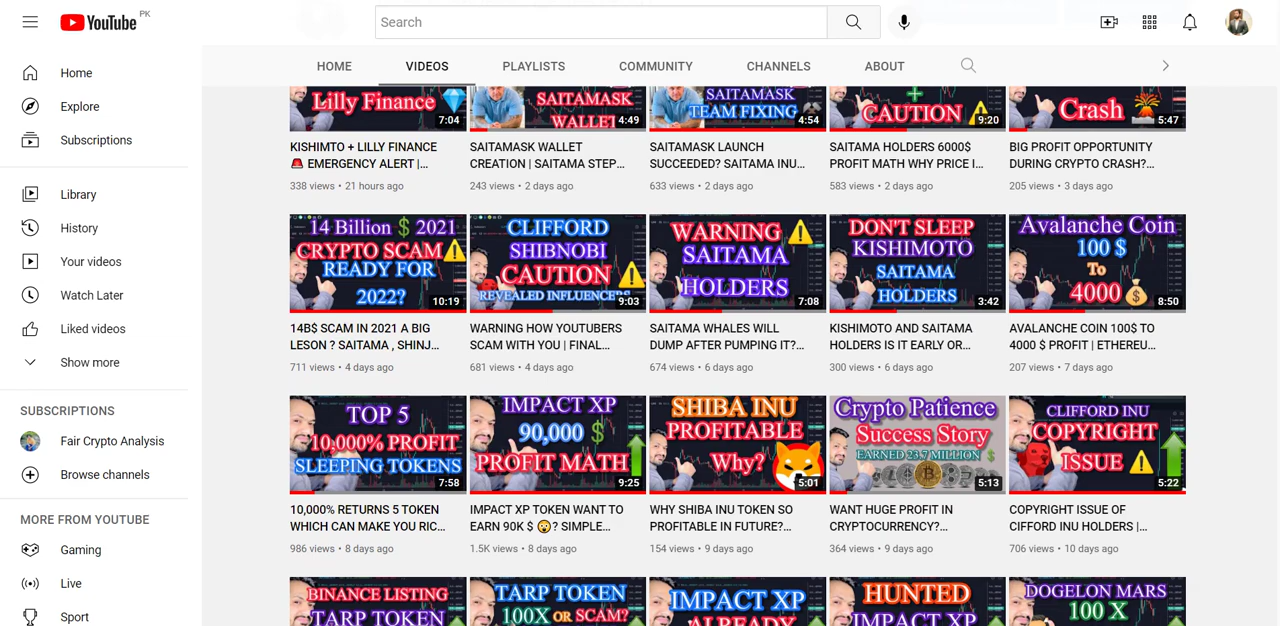 YouTube PK
Search
HOME VIDEOS PLAYLISTS COMMUNITY CHANNELS ABOUT
Home
Explore
Subscriptions
Library
History
Your videos
Watch Later
Liked videos
Show more
SUBSCRIPTIONS
Fair Crypto Analysis
Browse channels
MORE FROM YOUTUBE
Gaming
Live
Sport
Lilly Finance
7:04
KISHIMTO + LILLY FINANCE
🚨 EMERGENCY ALERT |...
338 views • 21 hours ago
SAITAMASK
WALLET
4:49
SAITAMASK WALLET
CREATION | SAITAMA STEP...
243 views • 2 days ago
SAITAMASK
TEAM FIXING
4:54
SAITAMASK LAUNCH
SUCCEEDED? SAITAMA INU...
633 views • 2 days ago
+
CAUTION
9:20
SAITAMA HOLDERS 6000$
PROFIT MATH WHY PRICE I...
583 views • 2 days ago
Crash
5:47
BIG PROFIT OPPORTUNITY
DURING CRYPTO CRASH?...
205 views • 3 days ago
14 Billion $ 2021
CRYPTO SCAM
READY FOR
2022?
10:19
14B$ SCAM IN 2021 A BIG
LESON ? SAITAMA , SHINJ...
711 views • 4 days ago
CLIFFORD
SHIBNOBI
CAUTION
REVEALED INFLUENCERS
9:03
WARNING HOW YOUTUBERS
SCAM WITH YOU | FINAL...
681 views • 4 days ago
WARNING
SAITAMA
HOLDERS
7:08
SAITAMA WHALES WILL
DUMP AFTER PUMPING IT?...
674 views • 6 days ago
DON'T SLEEP
KISHIMOTO
SAITAMA
HOLDERS
3:42
KISHIMOTO AND SAITAMA
HOLDERS IS IT EARLY OR...
300 views • 6 days ago
Avalanche Coin
100 $
To
4000
8:50
AVALANCHE COIN 100$ TO
4000 $ PROFIT | ETHEREU...
207 views • 7 days ago
TOP 5
10,000% PROFIT
SLEEPING TOKENS
7:58
10,000% RETURNS 5 TOKEN
WHICH CAN MAKE YOU RIC...
986 views • 8 days ago
IMPACT XP
90,000 $
PROFIT MATH
9:25
IMPACT XP TOKEN WANT TO
EARN 90K $ 😲? SIMPLE...
1.5K views • 8 days ago
SHIBA INU
PROFITABLE
Why?
5:01
WHY SHIBA INU TOKEN SO
PROFITABLE IN FUTURE?...
154 views • 9 days ago
Crypto Patience
Success Story
EARNED 23.7 MILLION $
5:13
WANT HUGE PROFIT IN
CRYPTOCURRENCY?...
364 views • 9 days ago
CLIFFORD INU
COPYRIGHT
ISSUE
5:22
COPYRIGHT ISSUE OF
CIFFORD INU HOLDERS |...
706 views • 10 days ago
BINANCE LISTING
TARP TOKEN
TARP TOKEN
100X OR SCAM?
IMPACT XP
ALREADY
HUNTED
IMPACT XP
DOGELON MARS
100 X